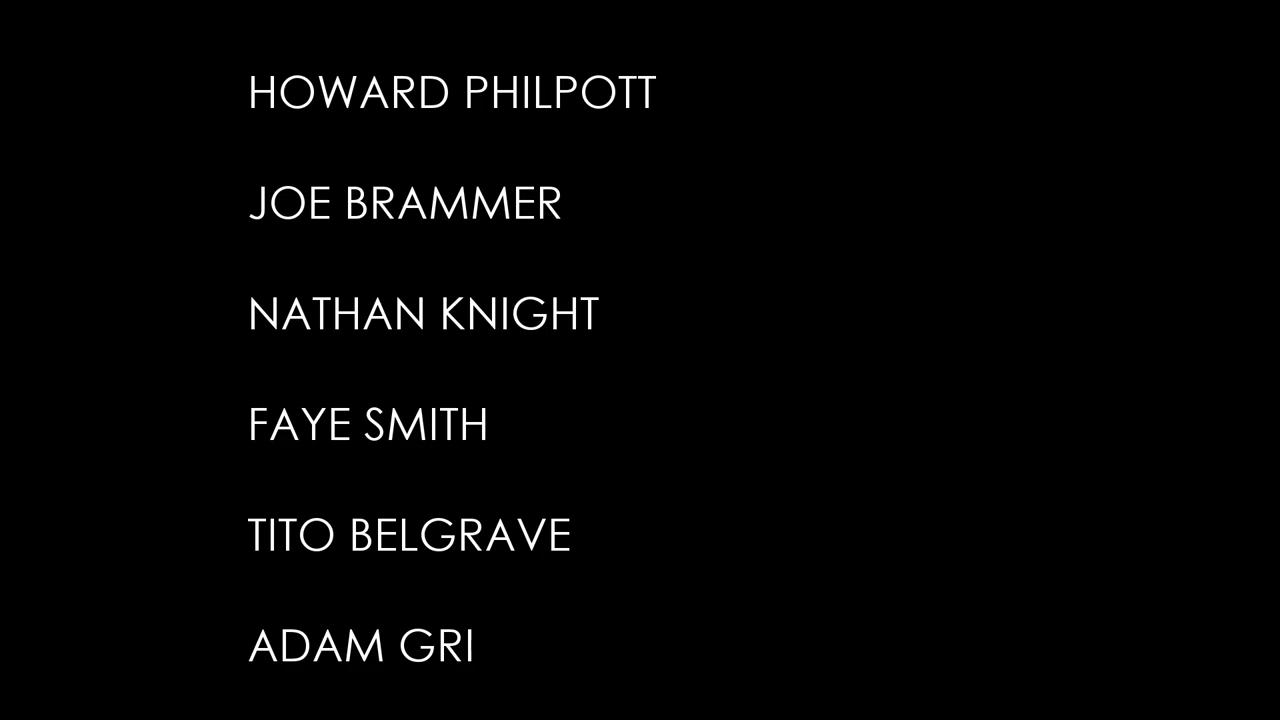 HOWARD PHILPOTT
JOE BRAMMER
NATHAN KNIGHT
FAYE SMITH
TITO BELGRAVE
ADAM GRI